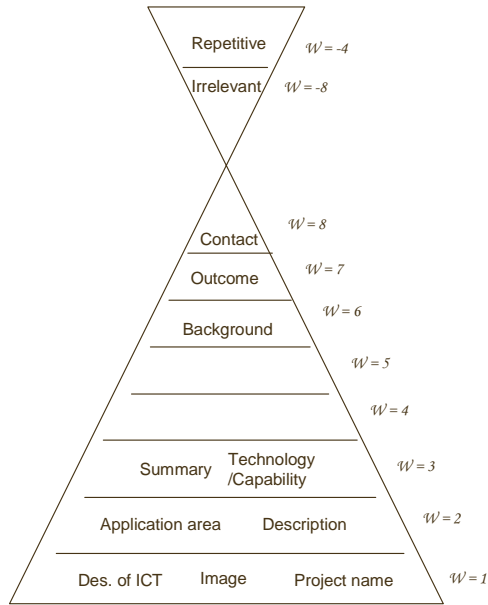 Repetitive
W = -4
Irrelevant
W = -8
W = 8
Contact
W = 7
Outcome
W = 6
Background
W = 5
W = 4
Summary
Technology
/Capability
W = 3
Application area
Description
W = 2
Des. of ICT
Image
Project name
W = 1